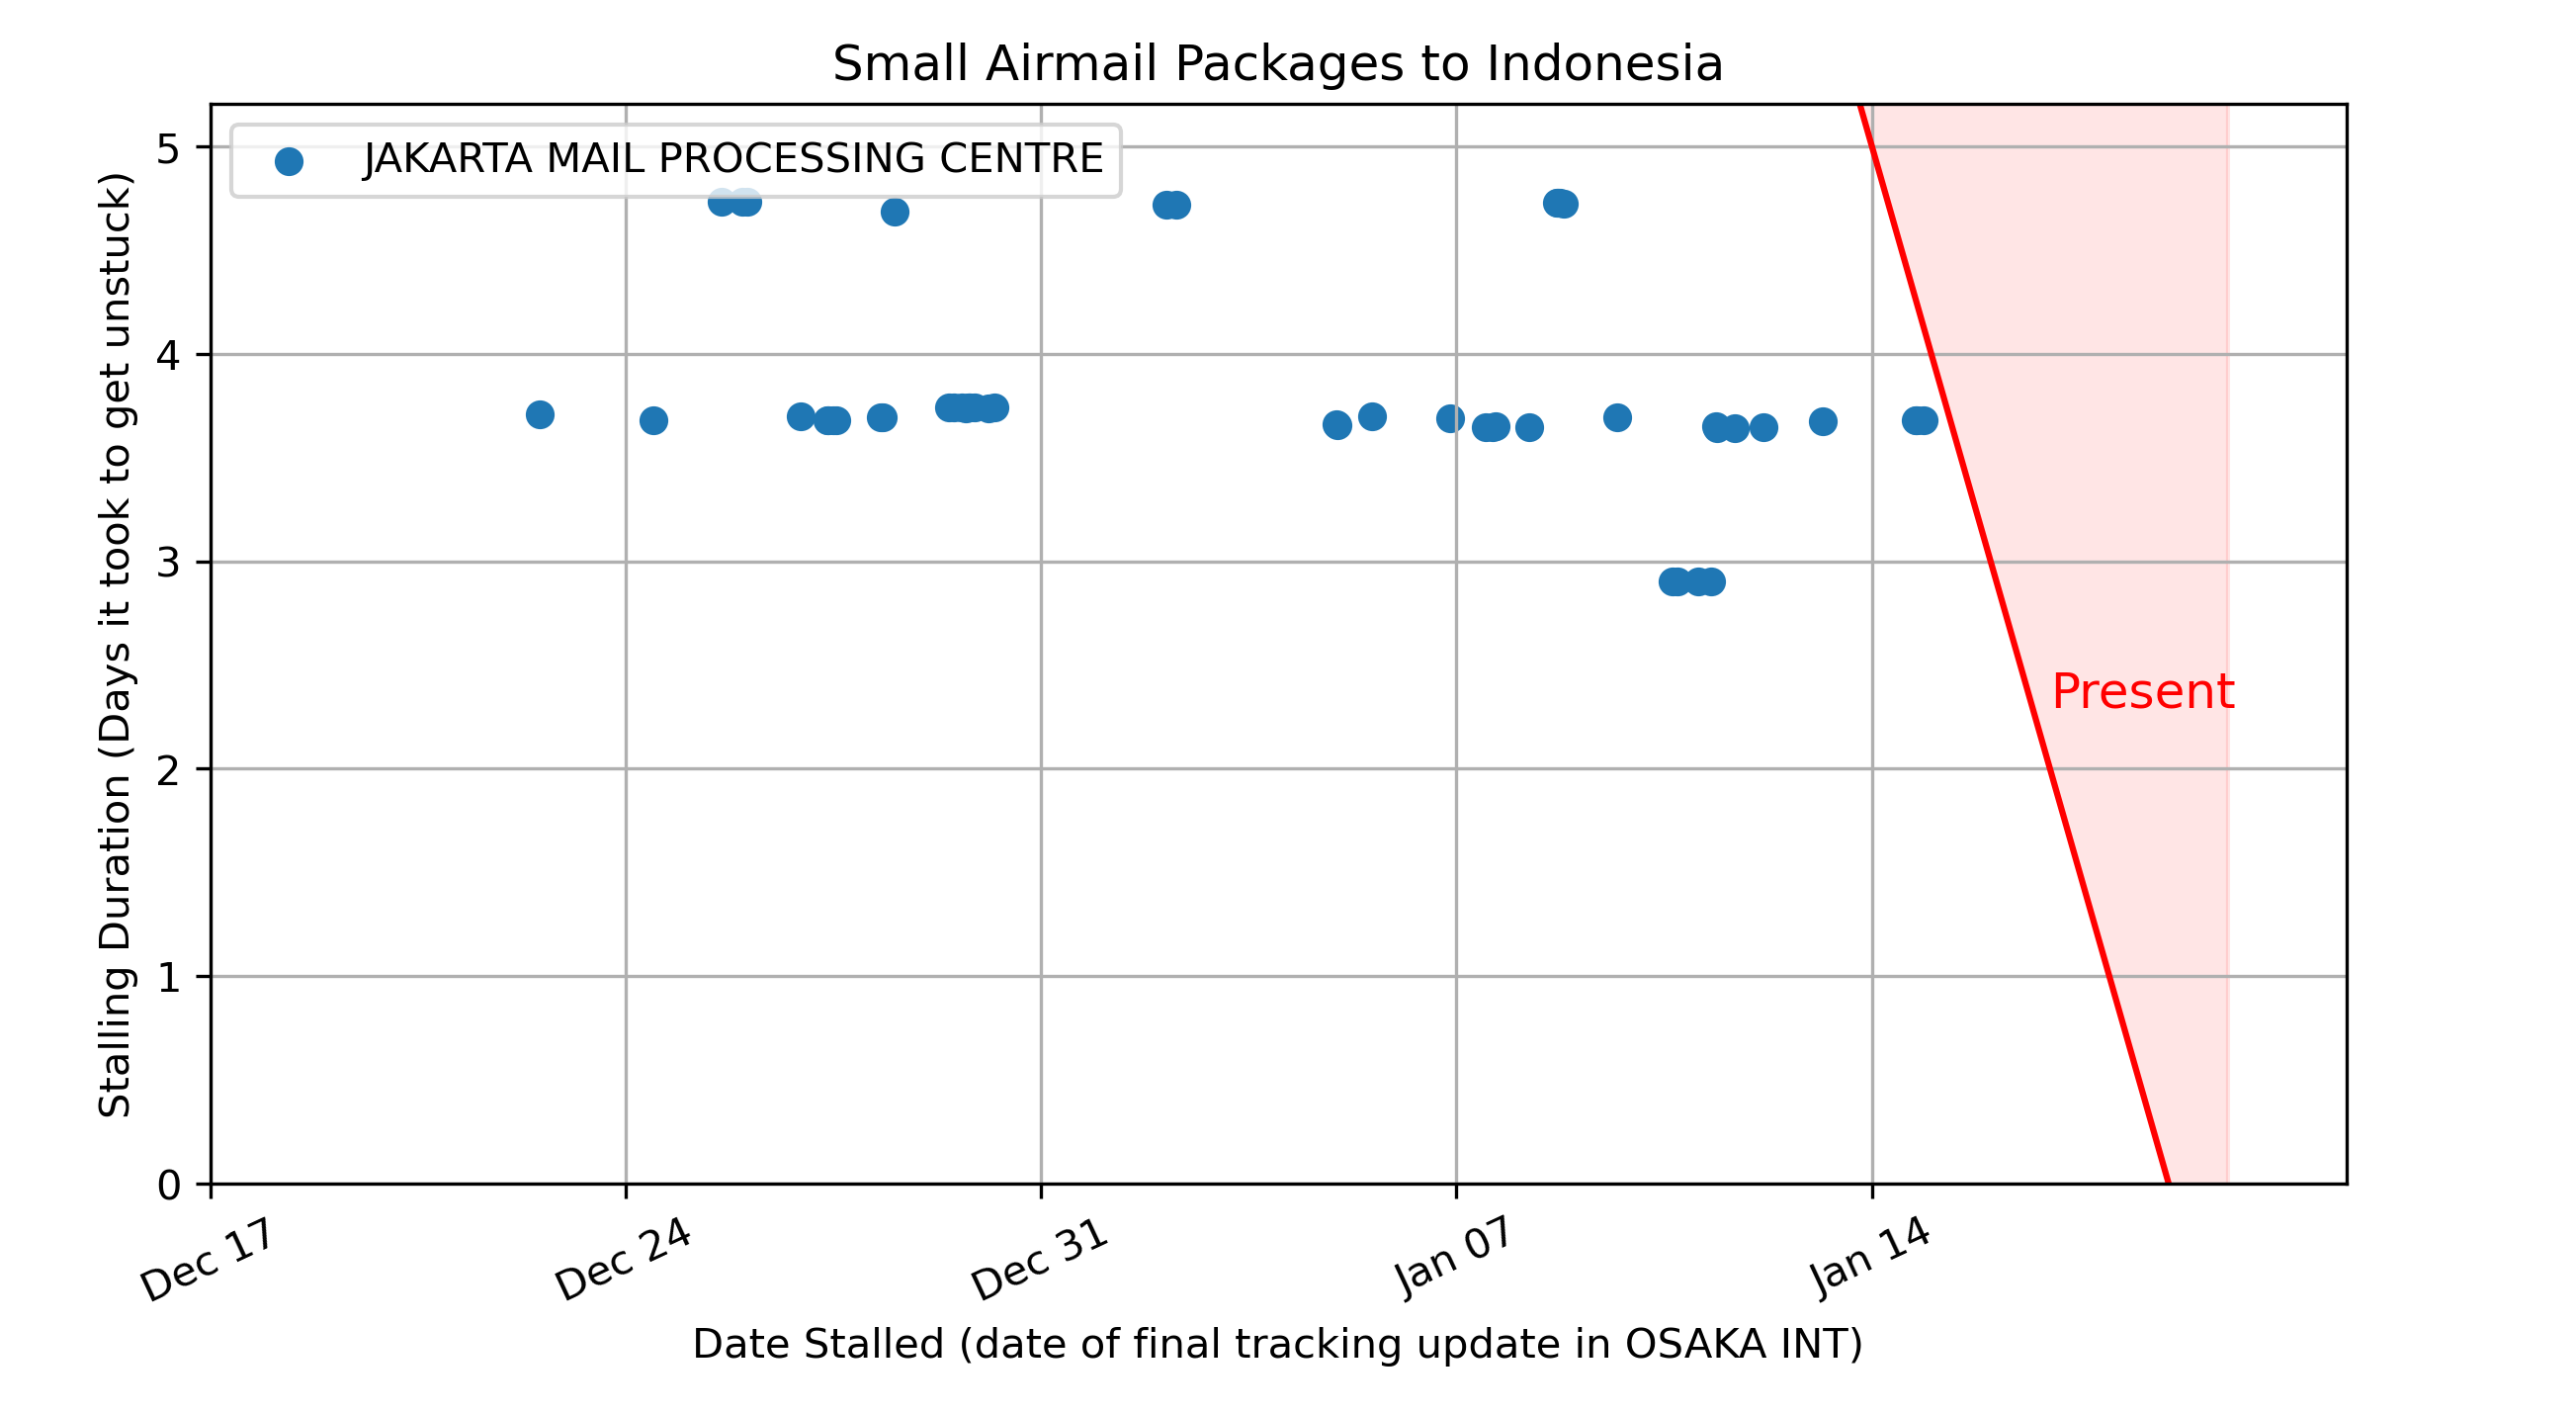 Small Airmail Packages to Indonesia
JAKARTA MAIL PROCESSING CENTRE
Stalling Duration (Days it took to get unstuck)
5
4
3
2
1
0
Present
Dec 17
Dec 24
Dec 31
Jan 07
Jan 14
Date Stalled (date of final tracking update in OSAKA INT)